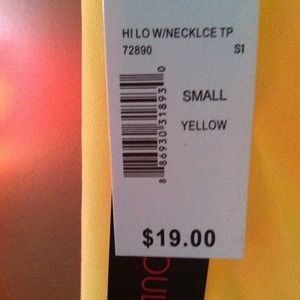 HI LO W/NECKLCE TP
72890 S1
SMALL
YELLOW
8 86930 31893 0
$19.00